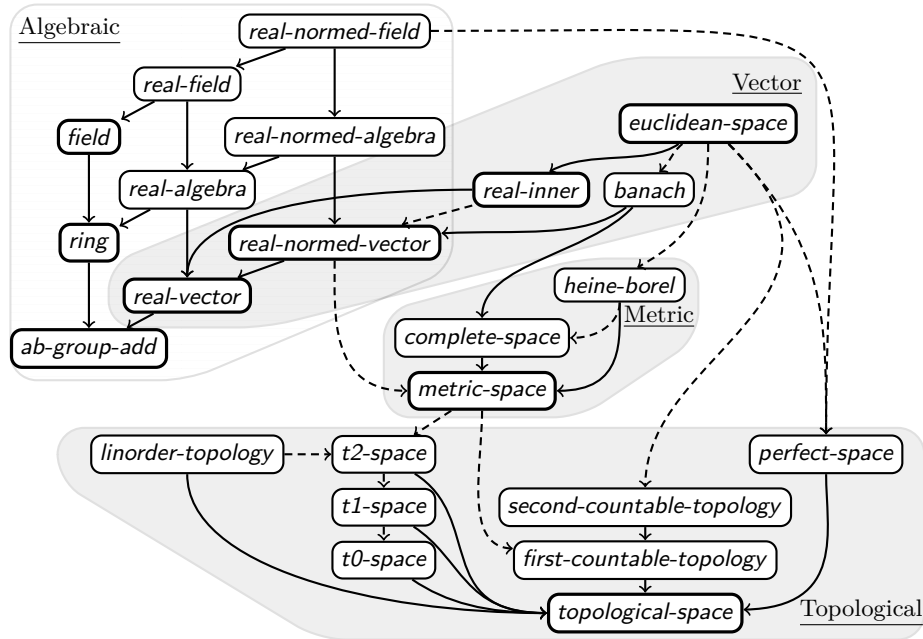 Algebraic
real-normed-field
real-field
Vector
euclidean-space
field
real-normed-algebra
real-algebra
real-inner
banach
ring
real-normed-vector
real-vector
heine-borel
Metric
complete-space
ab-group-add
metric-space
linorder-topology
t2-space
perfect-space
t1-space
second-countable-topology
t0-space
first-countable-topology
topological-space
Topological